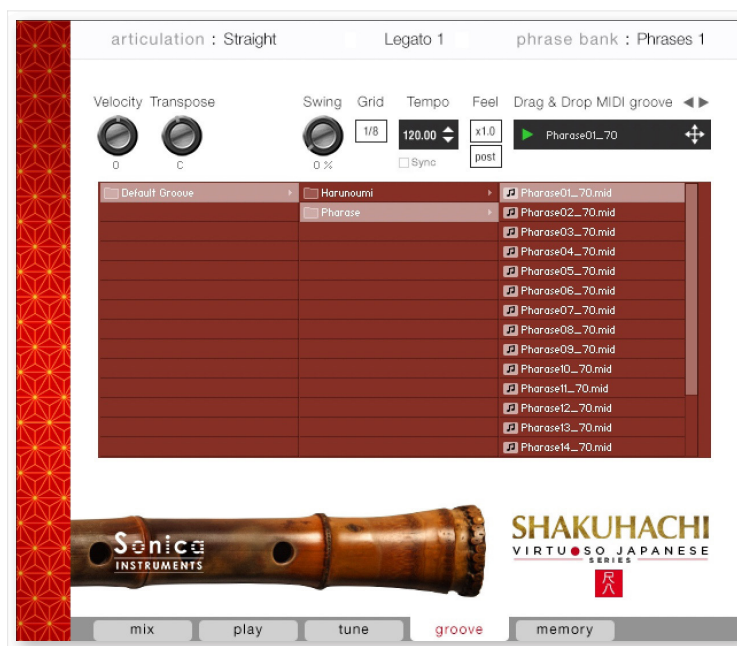 articulation : Straight Legato 1 phrase bank : Phrases 1
Velocity Transpose Swing Grid Tempo Feel Drag & Drop MIDI groove
1/8 120.00 x1.0 Pharase01_70
0 C 0 % Sync post
Default Groove Harunoumi Pharase01_70.mid
Pharase Pharase02_70.mid
Pharase03_70.mid
Pharase04_70.mid
Pharase05_70.mid
Pharase06_70.mid
Pharase07_70.mid
Pharase08_70.mid
Pharase09_70.mid
Pharase10_70.mid
Pharase11_70.mid
Pharase12_70.mid
Pharase13_70.mid
Pharase14_70.mid
Sonica
INSTRUMENTS
SHAKUHACHI
VIRTUOSO JAPANESE
SERIES
尺
八
mix play tune groove memory